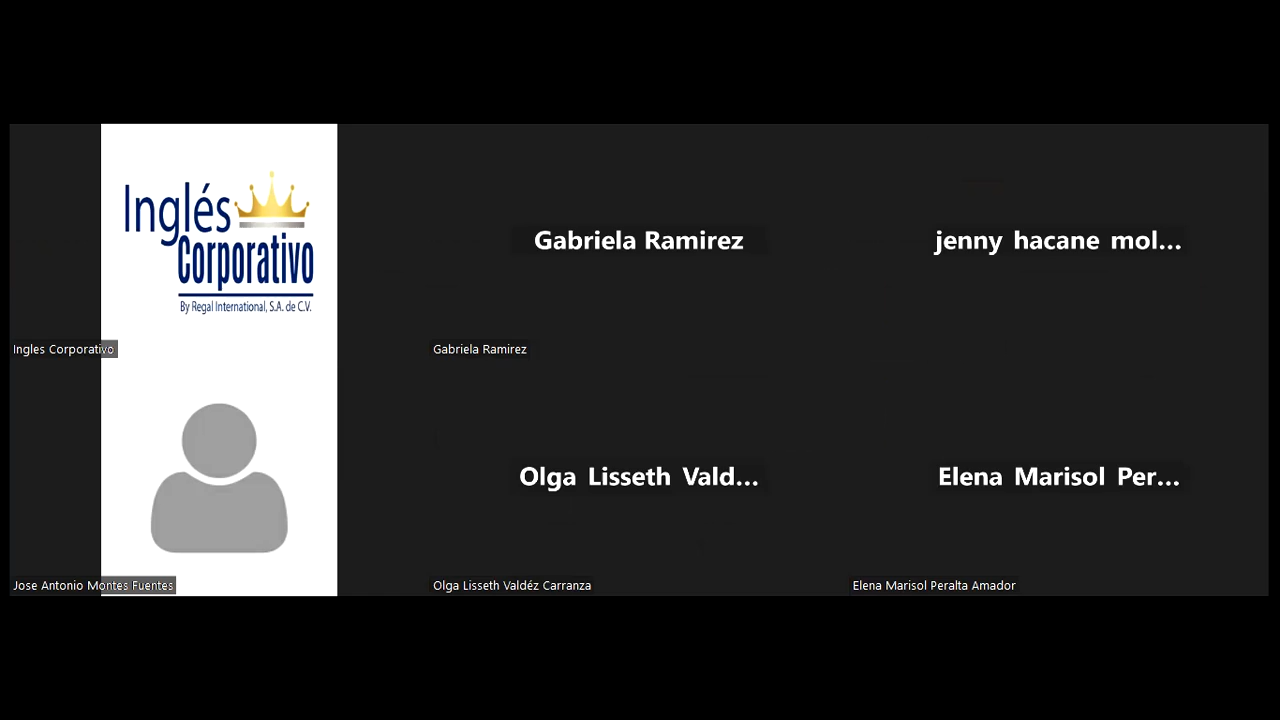 Inglés
Corporativo
By Regal International, S.A. de C.V.
Ingles Corporativo
Gabriela Ramirez
Gabriela Ramirez
jenny hacane mol...
Jose Antonio Montes Fuentes
Olga Lisseth Vald...
Olga Lisseth Valdéz Carranza
Elena Marisol Per...
Elena Marisol Peralta Amador